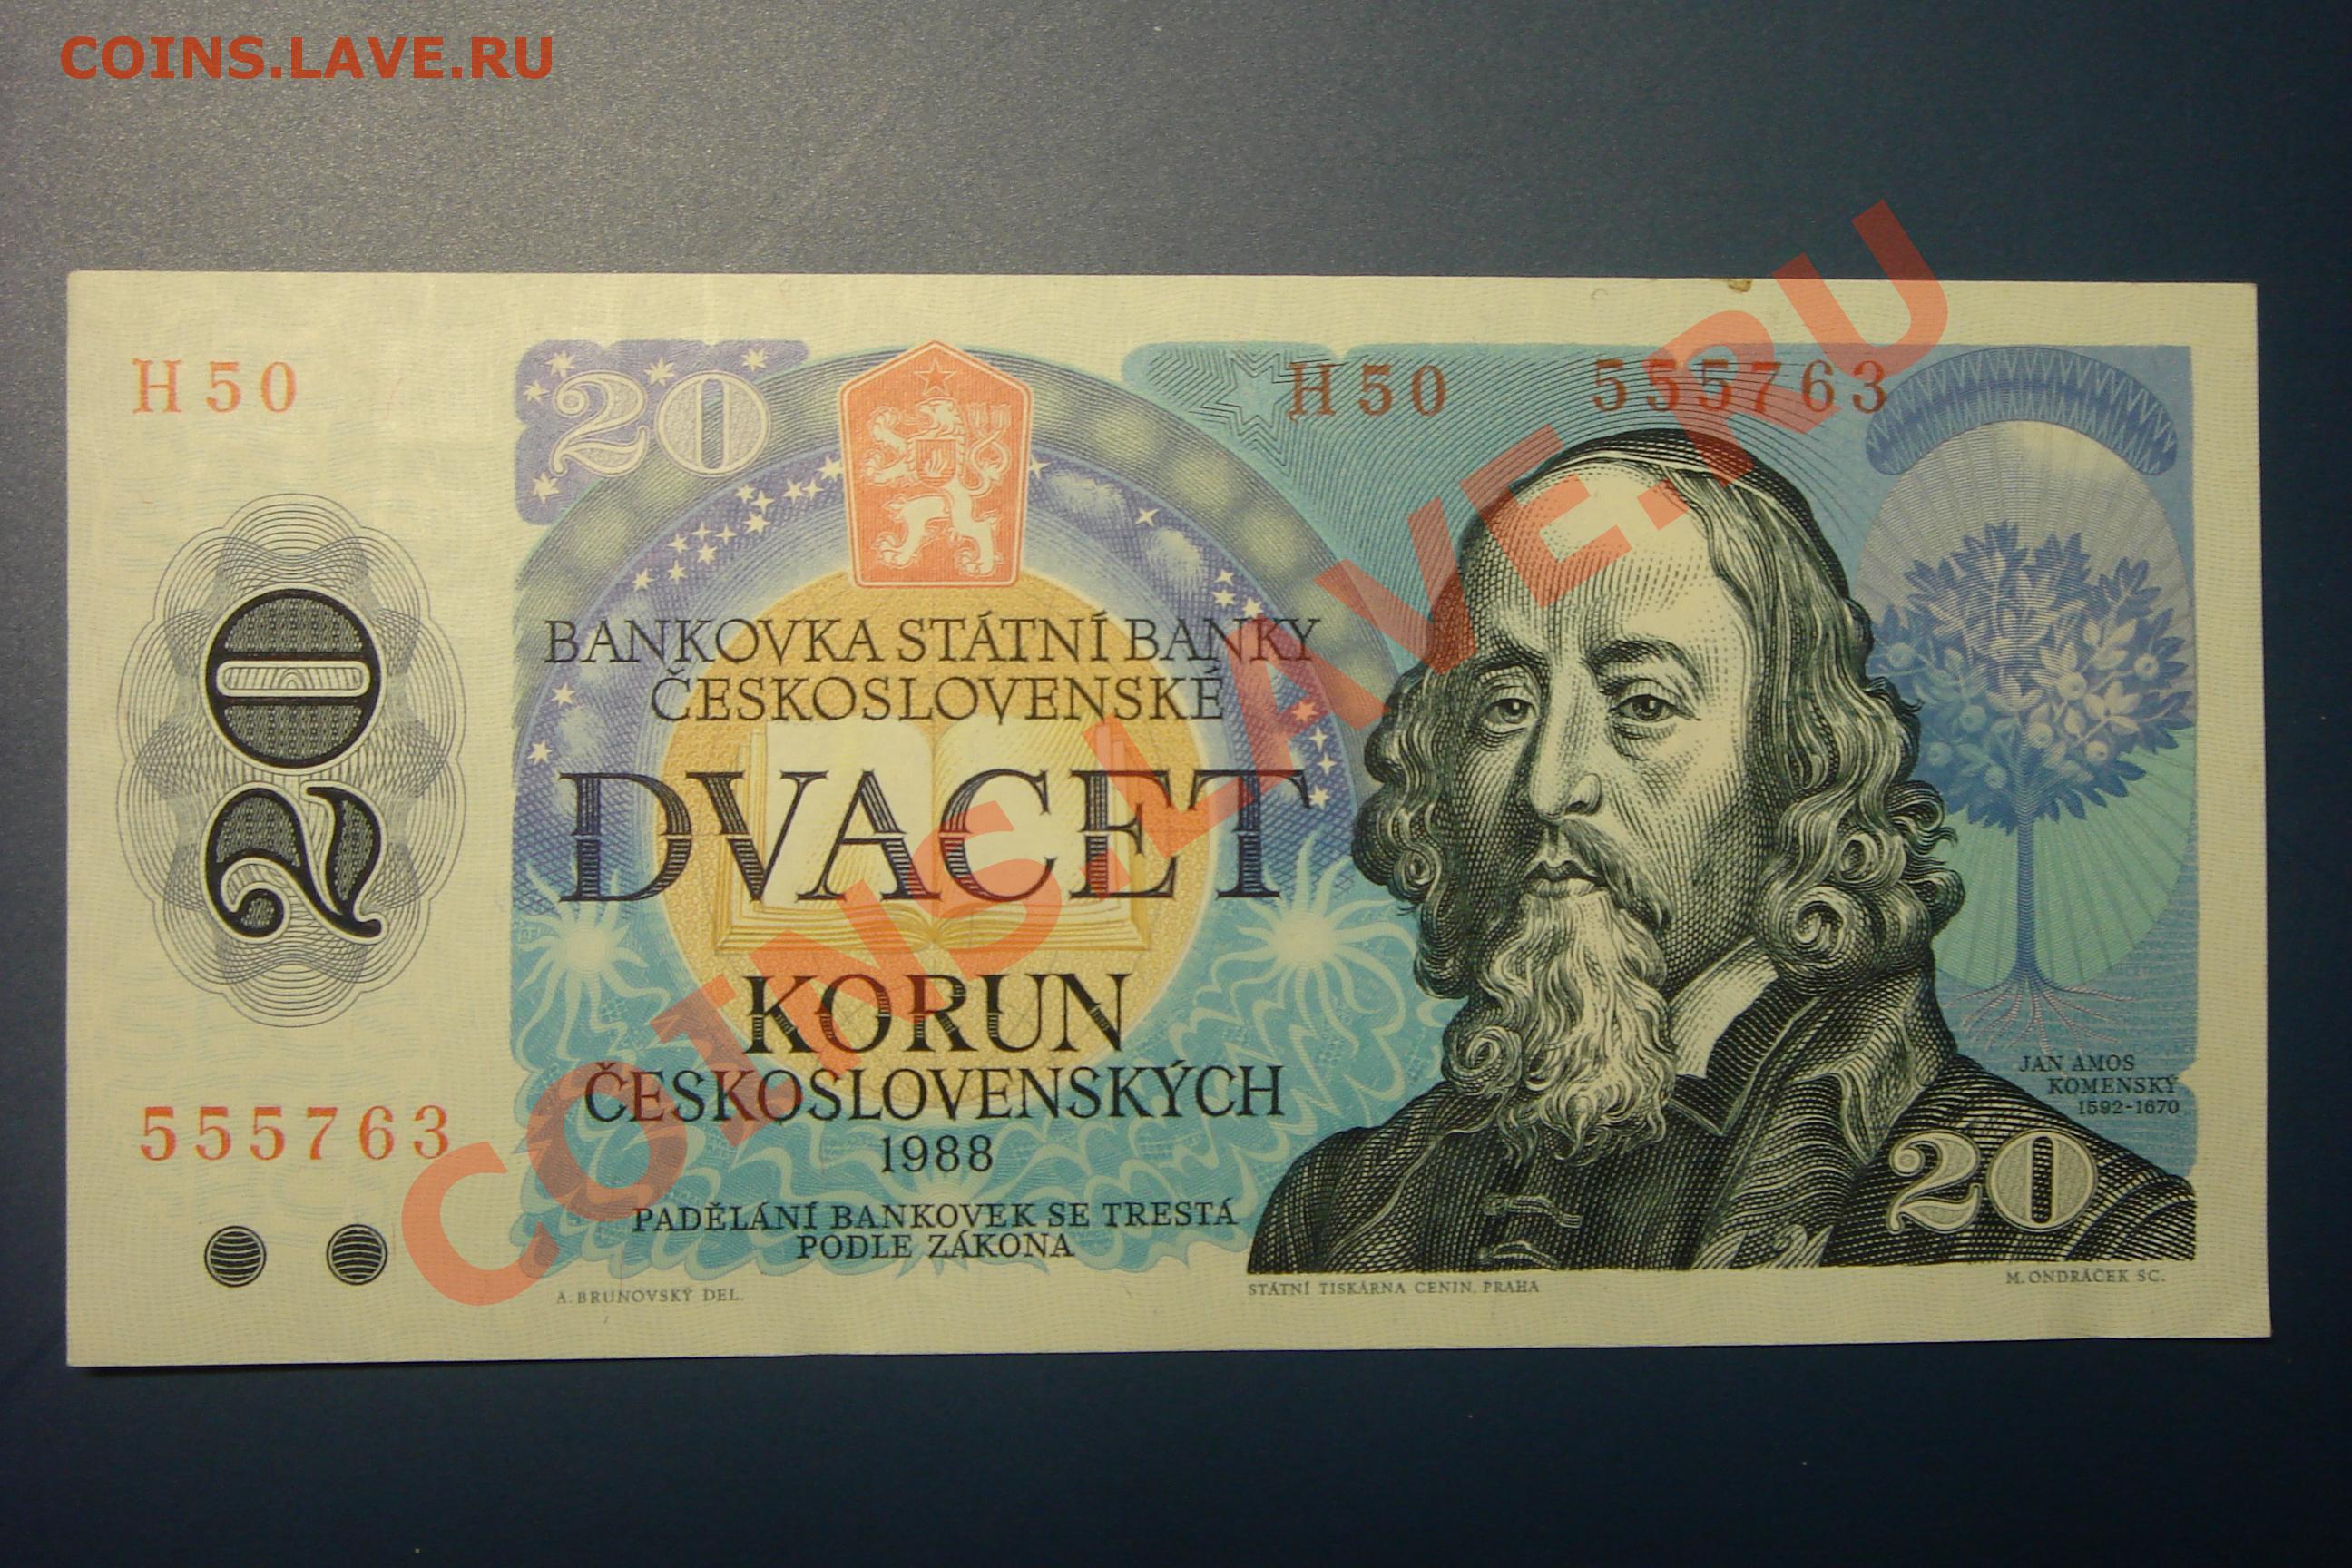 COINS.LAVE.RU
H 50
20
H 50 555763
20
BANKOVKA STÁTNÍ BANKY
ČESKOSLOVENSKÉ
DVACET
KORUN
ČESKOSLOVENSKÝCH
1988
PADĚLÁNÍ BANKOVEK SE TRESTÁ
PODLE ZÁKONA
555763
JAN AMOS
KOMENSKÝ
1592-1670
20
A. BRUNOVSKÝ DEL.
STÁTNÍ TISKÁRNA CENIN, PRAHA
M. ONDRÁČEK SC.
COINS.LAVE.RU